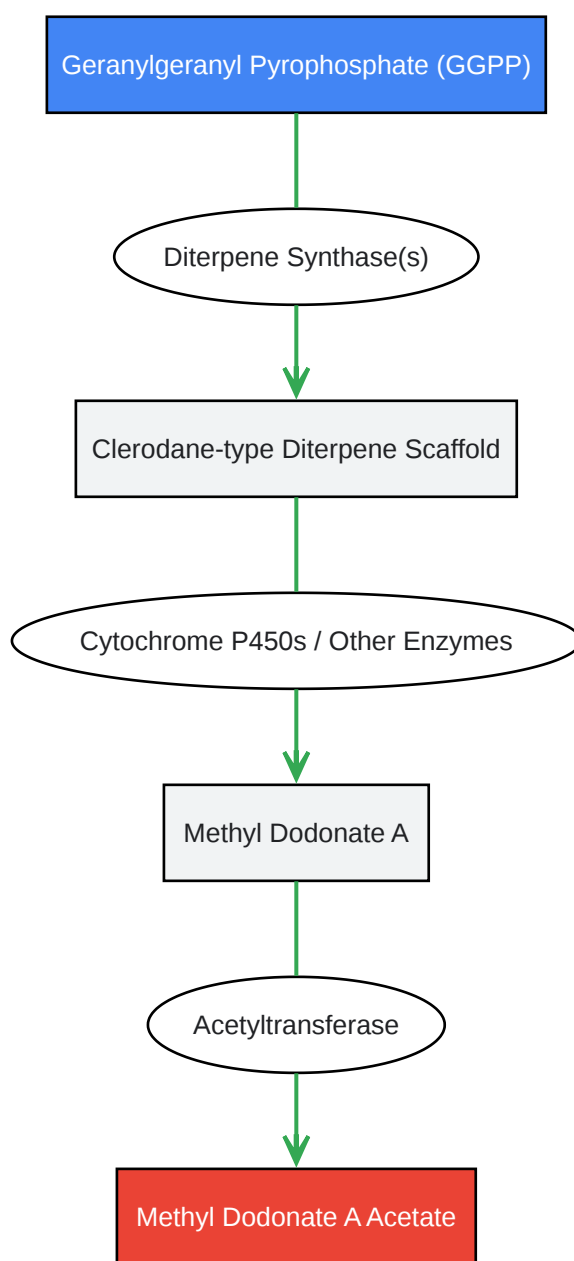 Geranylgeranyl Pyrophosphate (GGPP)
Diterpene Synthase(s)
Clerodane-type Diterpene Scaffold
Cytochrome P450s / Other Enzymes
Methyl Dodonate A
Acetyltransferase
Methyl Dodonate A Acetate